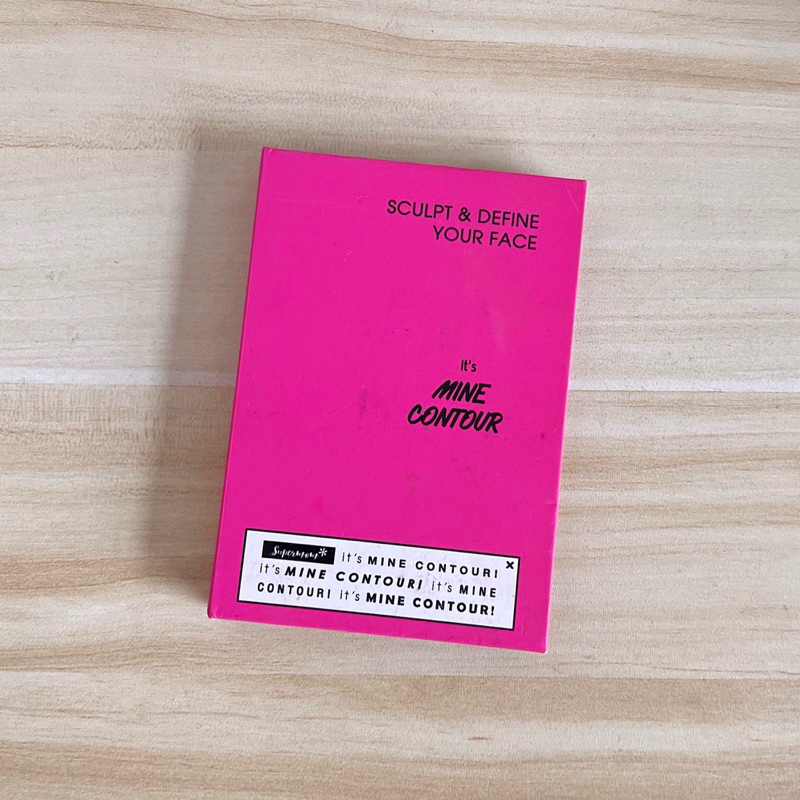 SCULPT & DEFINE
YOUR FACE
It's
MINE
CONTOUR
Supermom* it's MINE CONTOUR! x
it's MINE CONTOUR! it's MINE
CONTOUR! it's MINE CONTOUR!